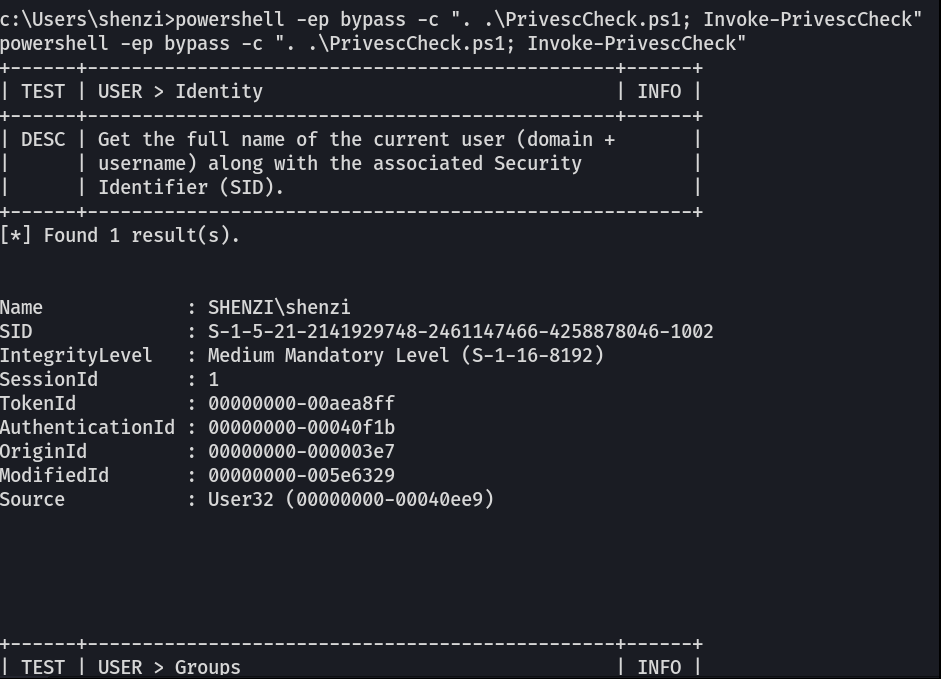 c:\Users\shenzi>powershell -ep bypass -c ". .\PrivescCheck.ps1; Invoke-PrivescCheck"
powershell -ep bypass -c ". .\PrivescCheck.ps1; Invoke-PrivescCheck"
+------+------------------------------------------------+------+
| TEST | USER > Identity                                | INFO |
+------+------------------------------------------------+------+
| DESC | Get the full name of the current user (domain +       |
|      | username) along with the associated Security          |
|      | Identifier (SID).                                     |
+------+-------------------------------------------------------+
[*] Found 1 result(s).


Name             : SHENZI\shenzi
SID              : S-1-5-21-2141929748-2461147466-4258878046-1002
IntegrityLevel   : Medium Mandatory Level (S-1-16-8192)
SessionId        : 1
TokenId          : 00000000-00aea8ff
AuthenticationId : 00000000-00040f1b
OriginId         : 00000000-000003e7
ModifiedId       : 00000000-005e6329
Source           : User32 (00000000-00040ee9)


+------+------------------------------------------------+------+
| TEST | USER > Groups                                  | INFO |